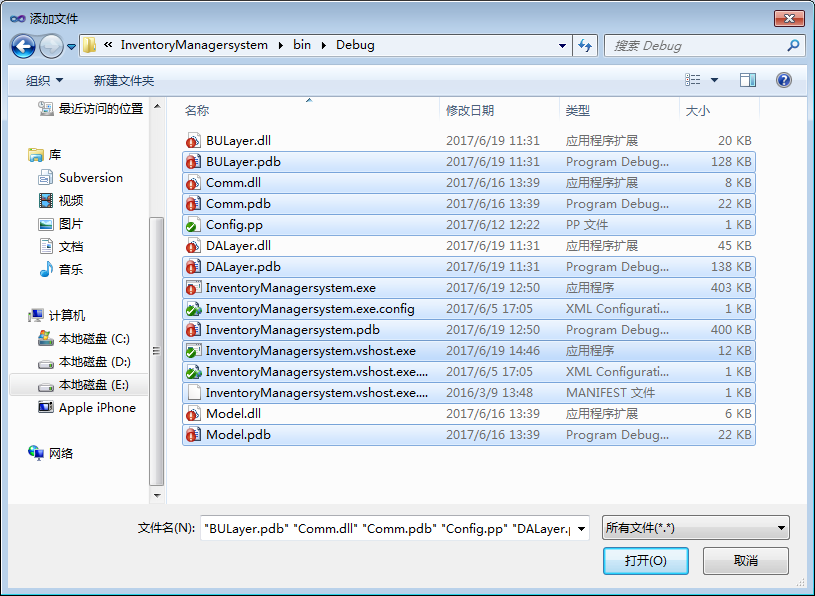 添加文件
« InventoryManagersystem ▸ bin ▸ Debug
搜索 Debug
组织 新建文件夹
名称 修改日期 类型 大小
最近访问的位置
库
Subversion
视频
图片
文档
音乐
计算机
本地磁盘 (C:)
本地磁盘 (D:)
本地磁盘 (E:)
Apple iPhone
网络
BULayer.dll 2017/6/19 11:31 应用程序扩展 20 KB
BULayer.pdb 2017/6/19 11:31 Program Debug... 128 KB
Comm.dll 2017/6/16 13:39 应用程序扩展 8 KB
Comm.pdb 2017/6/16 13:39 Program Debug... 22 KB
Config.pp 2017/6/12 12:22 PP 文件 1 KB
DALayer.dll 2017/6/19 11:31 应用程序扩展 45 KB
DALayer.pdb 2017/6/19 11:31 Program Debug... 138 KB
InventoryManagersystem.exe 2017/6/19 12:50 应用程序 403 KB
InventoryManagersystem.exe.config 2017/6/5 17:05 XML Configurati... 1 KB
InventoryManagersystem.pdb 2017/6/19 12:50 Program Debug... 400 KB
InventoryManagersystem.vshost.exe 2017/6/19 14:46 应用程序 12 KB
InventoryManagersystem.vshost.exe.... 2017/6/5 17:05 XML Configurati... 1 KB
InventoryManagersystem.vshost.exe.... 2016/3/9 13:48 MANIFEST 文件 1 KB
Model.dll 2017/6/16 13:39 应用程序扩展 6 KB
Model.pdb 2017/6/16 13:39 Program Debug... 22 KB
文件名(N): "BULayer.pdb" "Comm.dll" "Comm.pdb" "Config.pp" "DALayer.p
所有文件(*.*)
打开(O) 取消